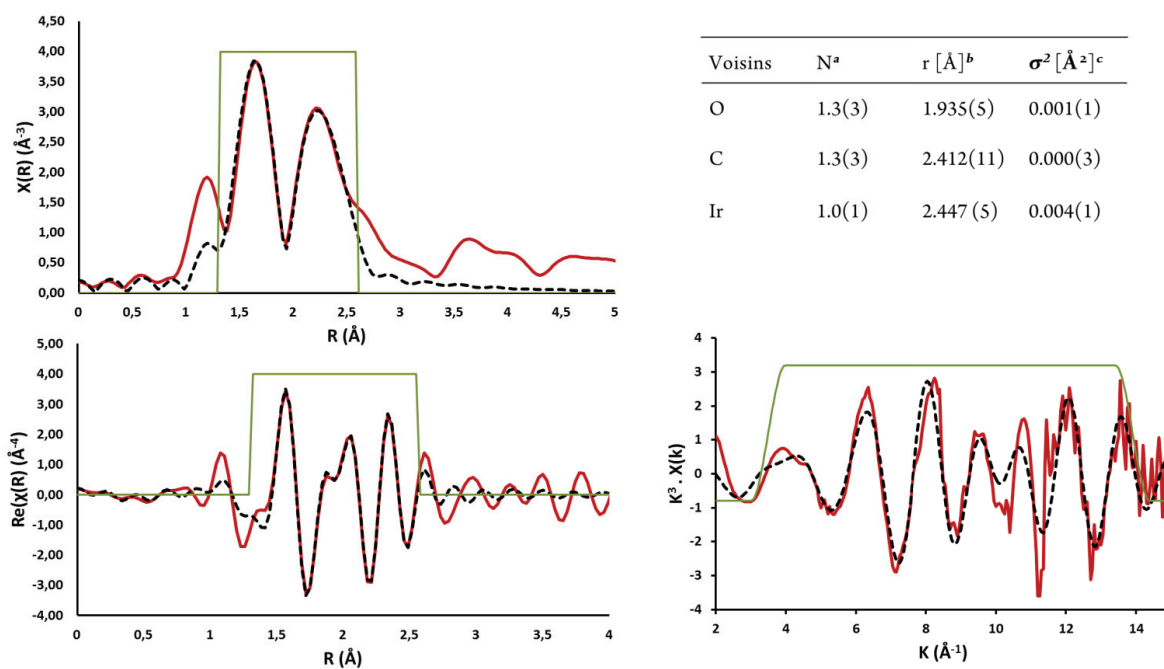 4,50
4,00
3,50
3,00
2,50
2,00
1,50
1,00
0,50
0,00
X(R) (Å⁻³)
0 0,5 1 1,5 2 2,5 3 3,5 4 4,5 5
R (Å)
Voisins Nᵃ r [Å]ᵇ σ² [Å²]ᶜ
O 1.3(3) 1.935(5) 0.001(1)
C 1.3(3) 2.412(11) 0.000(3)
Ir 1.0(1) 2.447 (5) 0.004(1)
5,00
4,00
3,00
2,00
1,00
0,00
-1,00
-2,00
-3,00
-4,00
Re(χ(R) (Å⁻⁴)
0 0,5 1 1,5 2 2,5 3 3,5 4
R (Å)
4
3
2
1
0
-1
-2
-3
-4
K³ . X(k)
2 4 6 8 10 12 14
K (Å⁻¹)